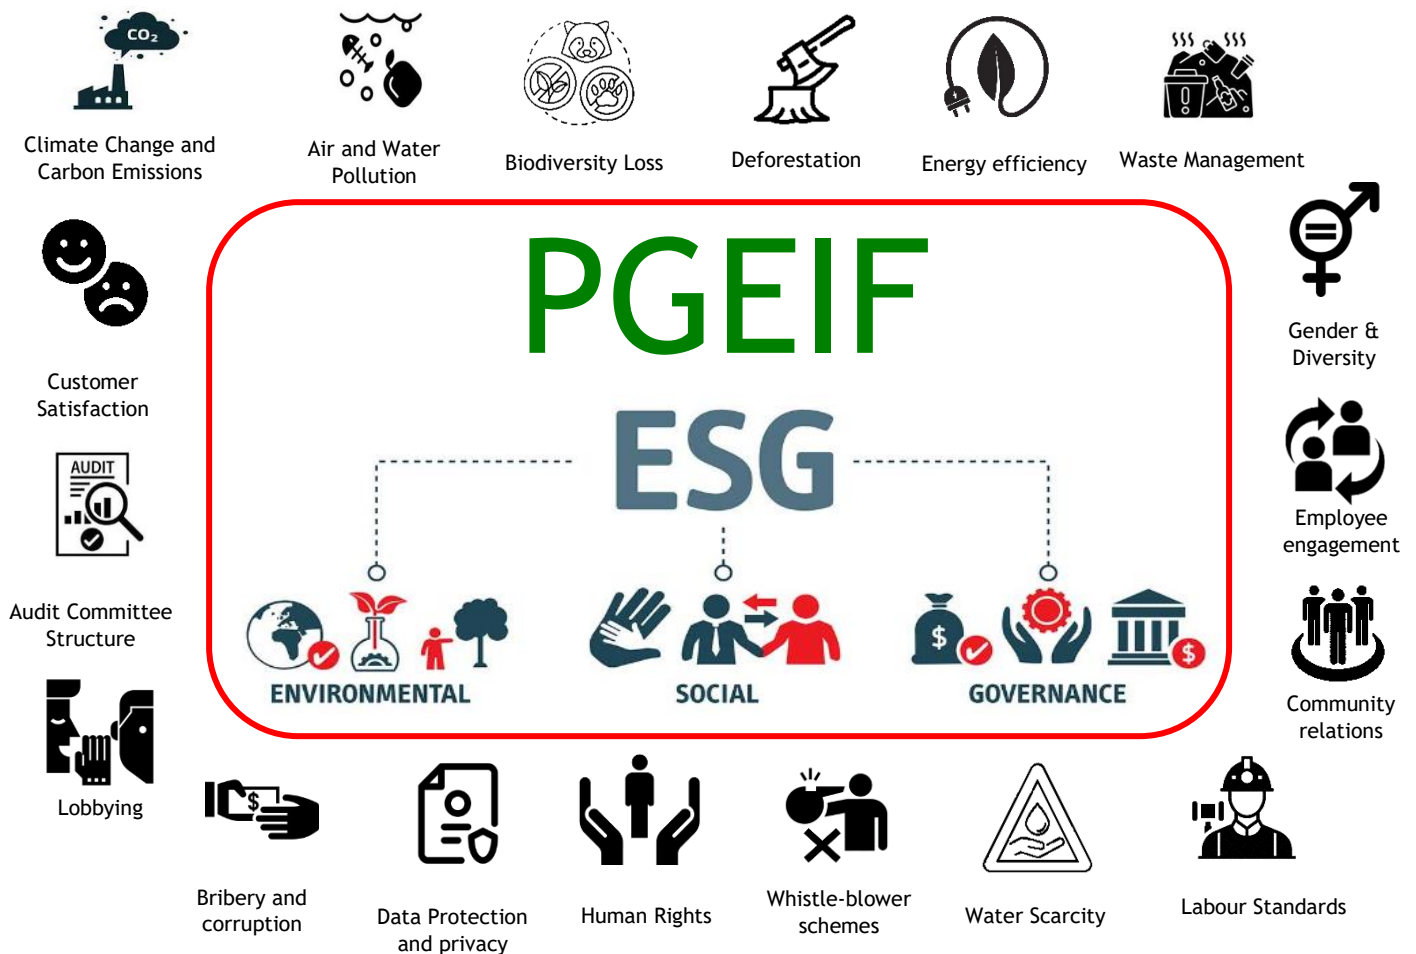 CO₂
Climate Change and
Carbon Emissions
Air and Water
Pollution
Biodiversity Loss
Deforestation
Energy efficiency
Waste Management
Customer
Satisfaction
AUDIT
Audit Committee
Structure
Lobbying
PGEIF
ESG
ENVIRONMENTAL
SOCIAL
$
$
GOVERNANCE
Gender &
Diversity
Employee
engagement
Community
relations
$
Bribery and
corruption
Data Protection
and privacy
Human Rights
Whistle-blower
schemes
Water Scarcity
Labour Standards